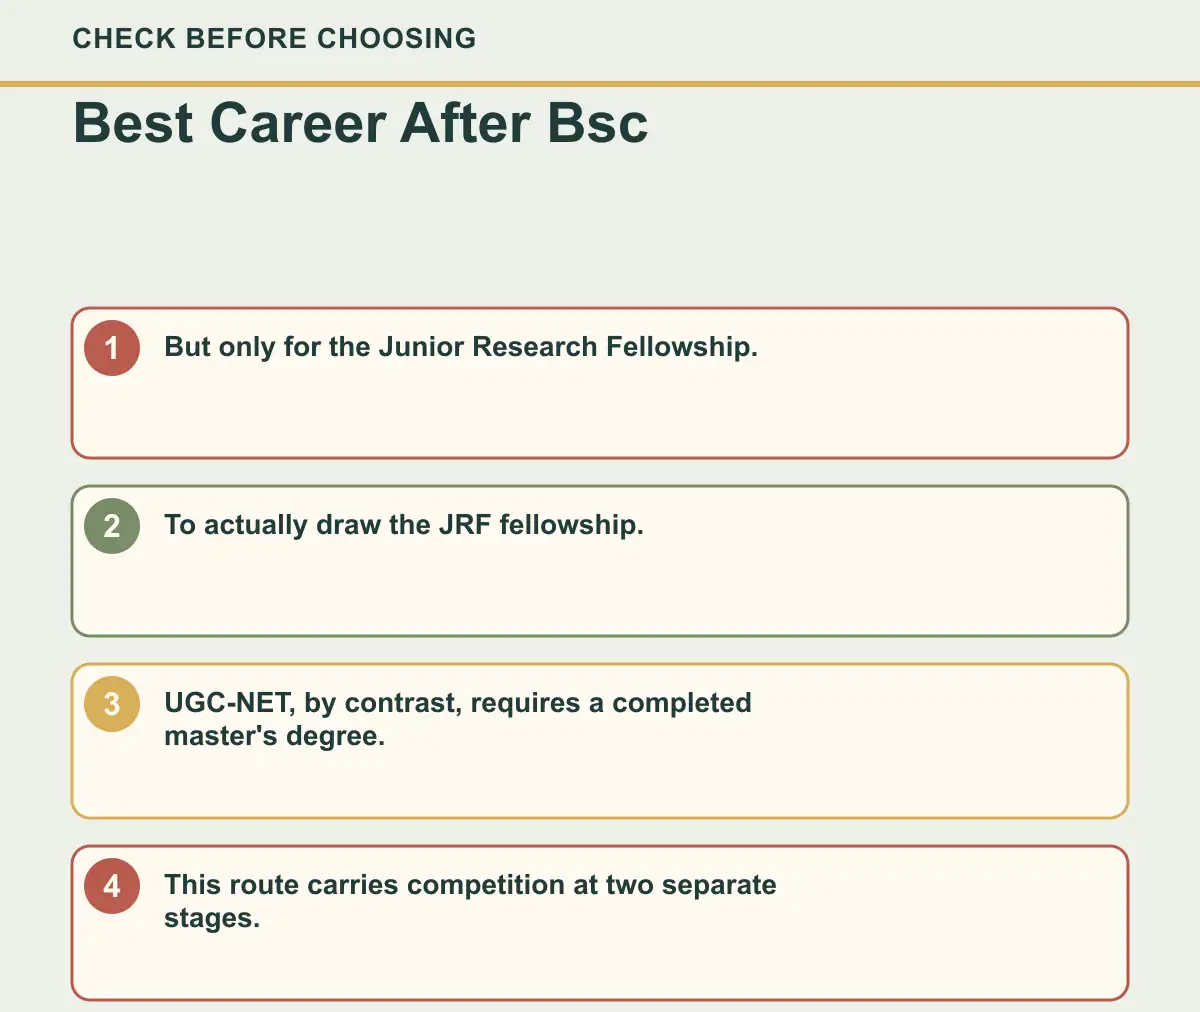 CHECK BEFORE CHOOSING
Best Career After Bsc
1
But only for the Junior Research Fellowship.
2
To actually draw the JRF fellowship.
3
UGC-NET, by contrast, requires a completed
master's degree.
4
This route carries competition at two separate
stages.